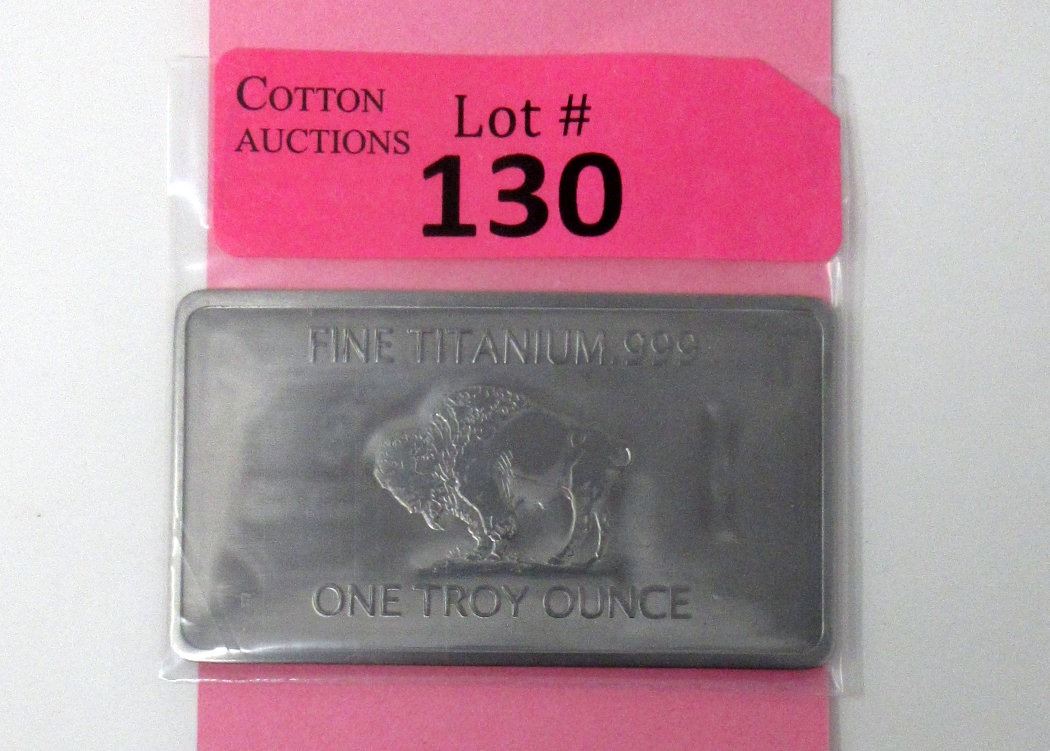 COTTON
AUCTIONS
Lot #
130
FINE TITANIUM .999
ONE TROY OUNCE